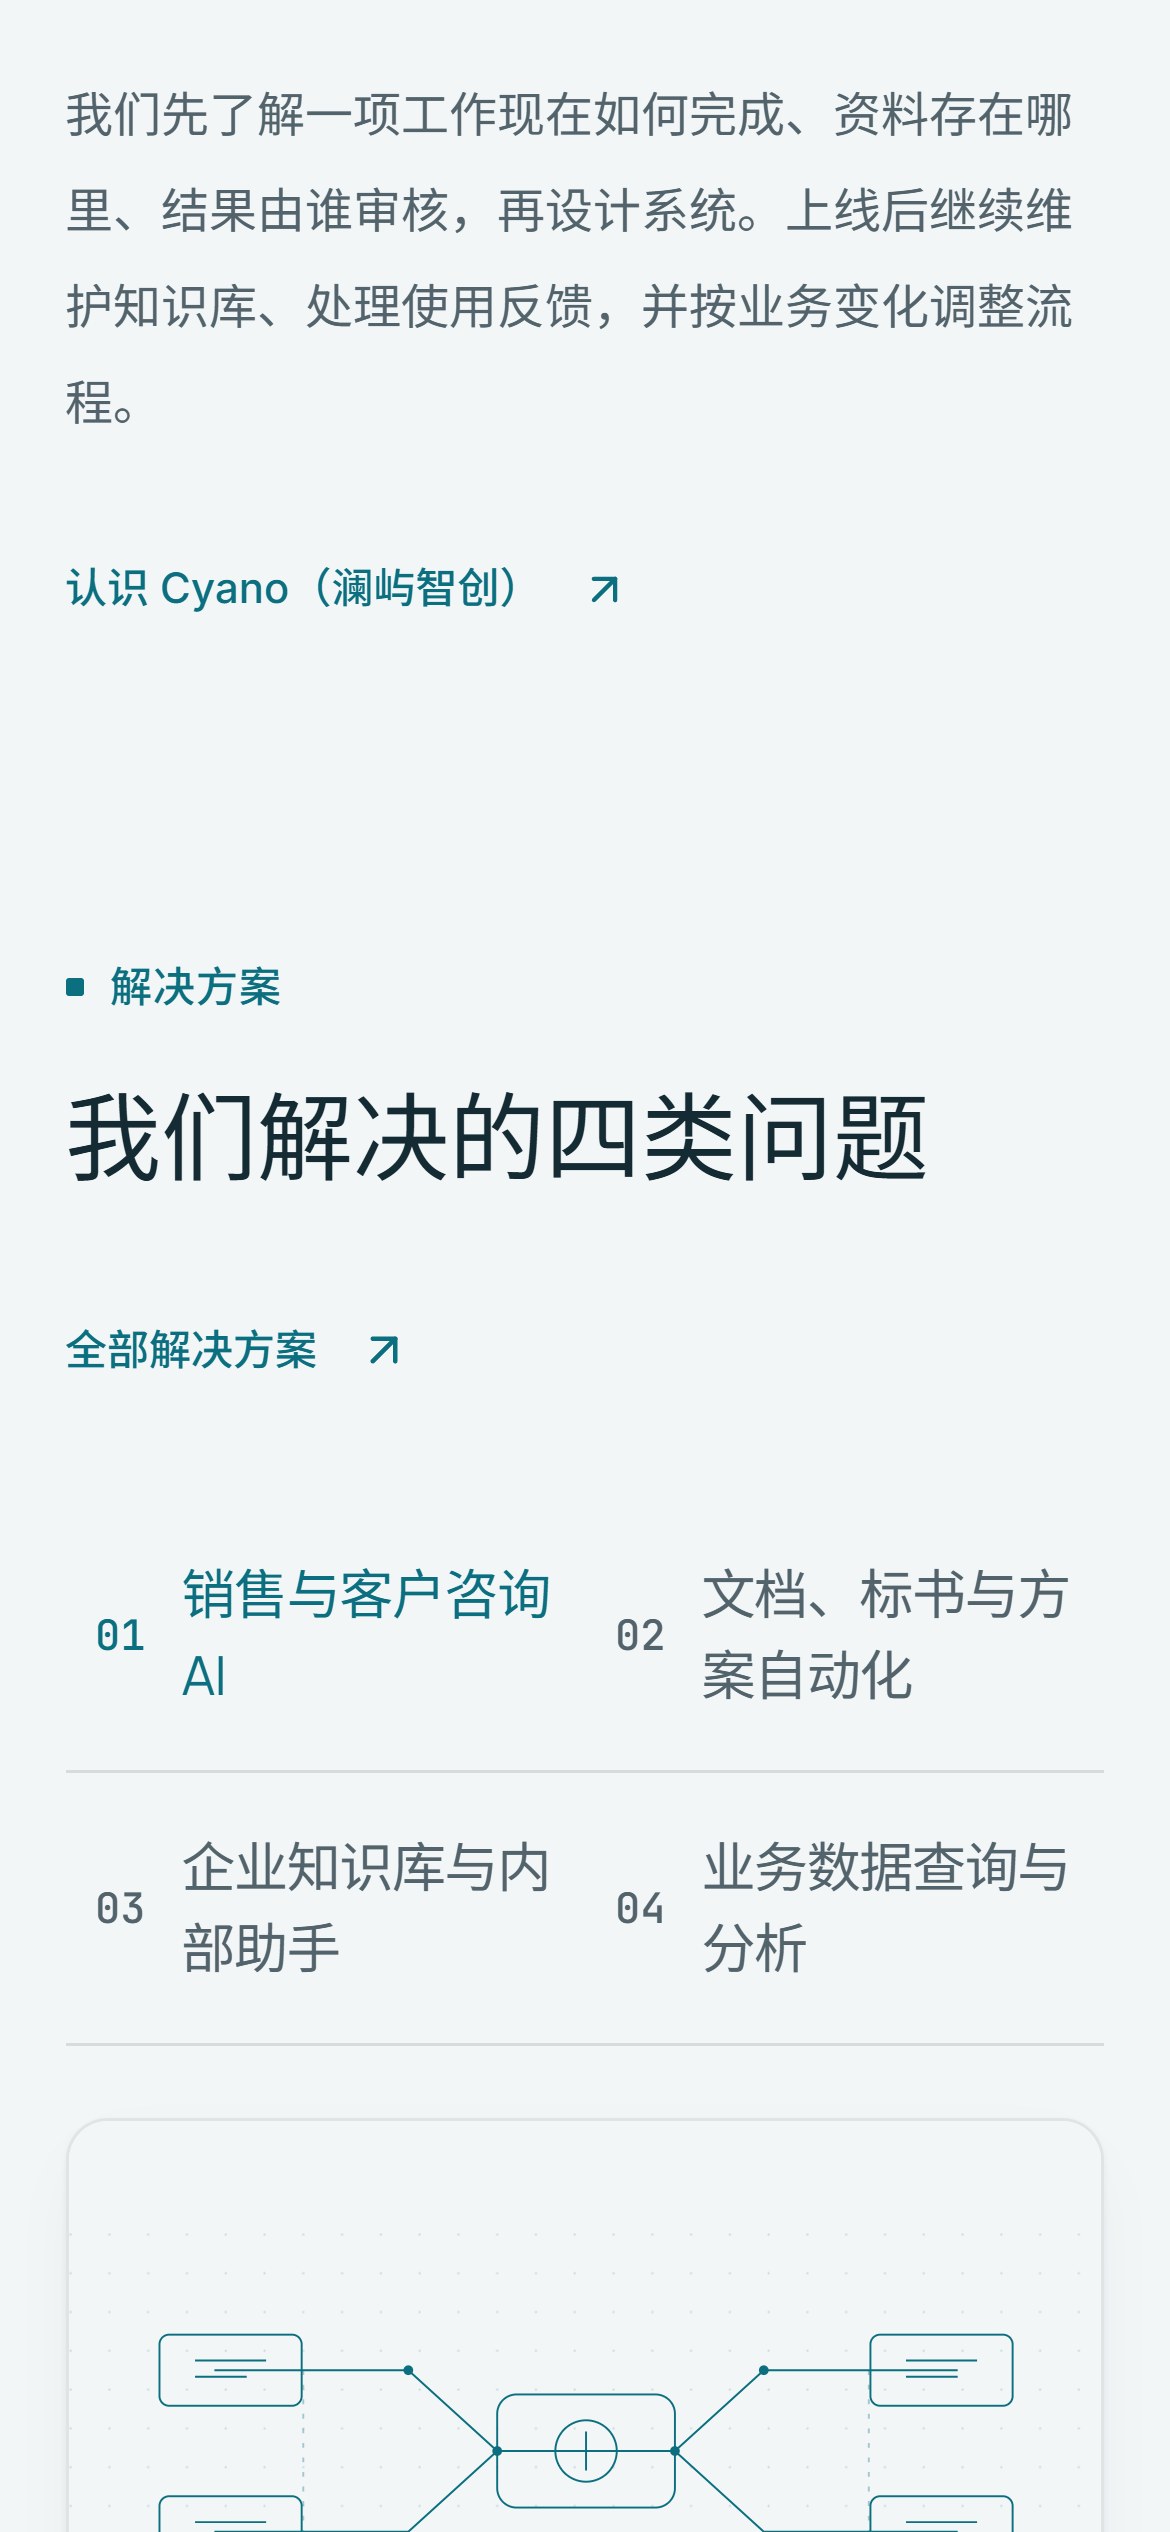 我们先了解一项工作现在如何完成、资料存在哪
里、结果由谁审核，再设计系统。上线后继续维
护知识库、处理使用反馈，并按业务变化调整流
程。
认识 Cyano（澜屿智创）
解决方案
我们解决的四类问题
全部解决方案
01 销售与客户咨询
AI
02 文档、标书与方
案自动化
03 企业知识库与内
部助手
04 业务数据查询与
分析